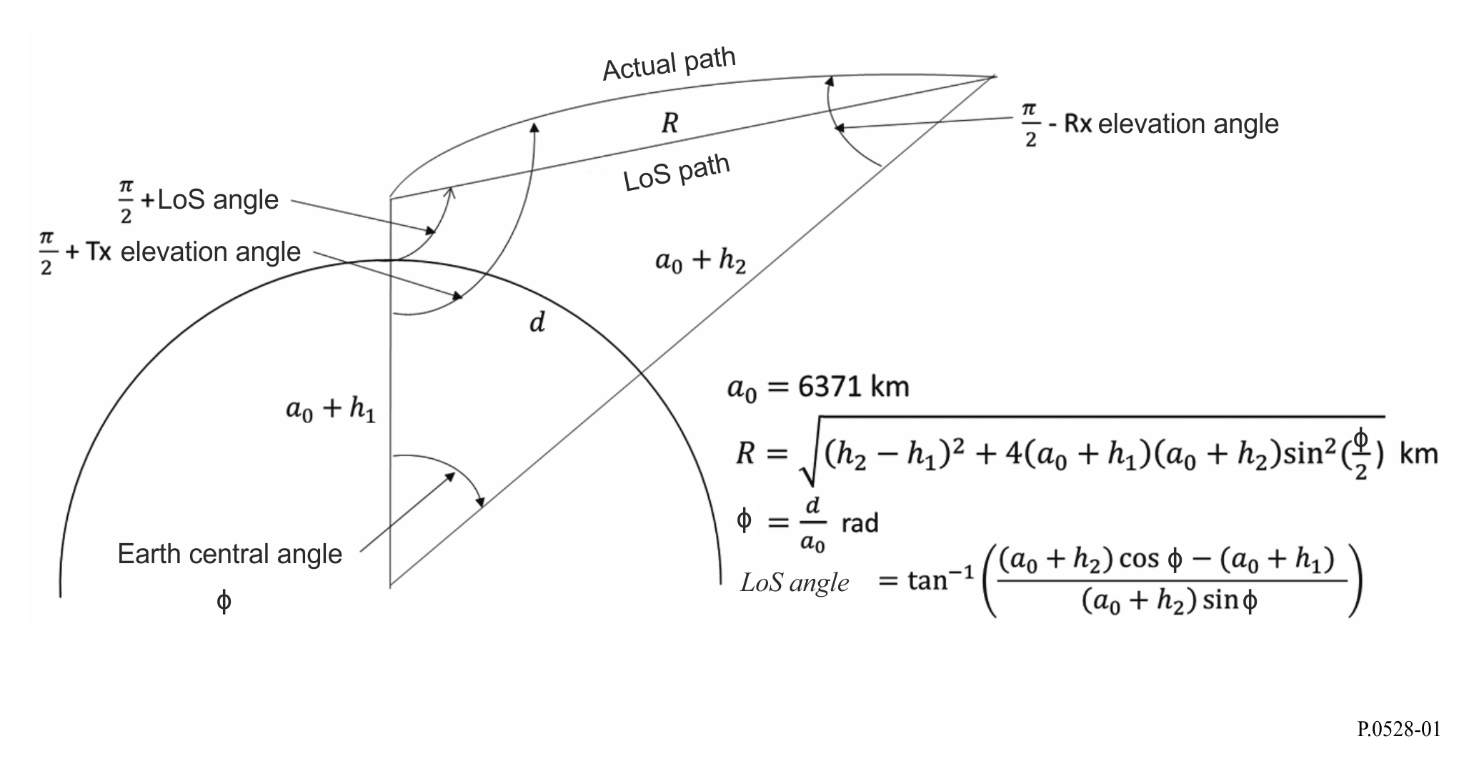 Actual path
R
π/2 - Rx elevation angle
LoS path
π/2 +LoS angle
π/2 + Tx elevation angle
a₀ + h₂
d
a₀ + h₁
a₀ = 6371 km
R = √((h₂ − h₁)² + 4(a₀ + h₁)(a₀ + h₂)sin²(ϕ/2)) km
ϕ = d/a₀ rad
Earth central angle
ϕ
LoS angle = tan⁻¹(((a₀ + h₂) cos ϕ − (a₀ + h₁))/((a₀ + h₂) sinϕ))
P.0528-01